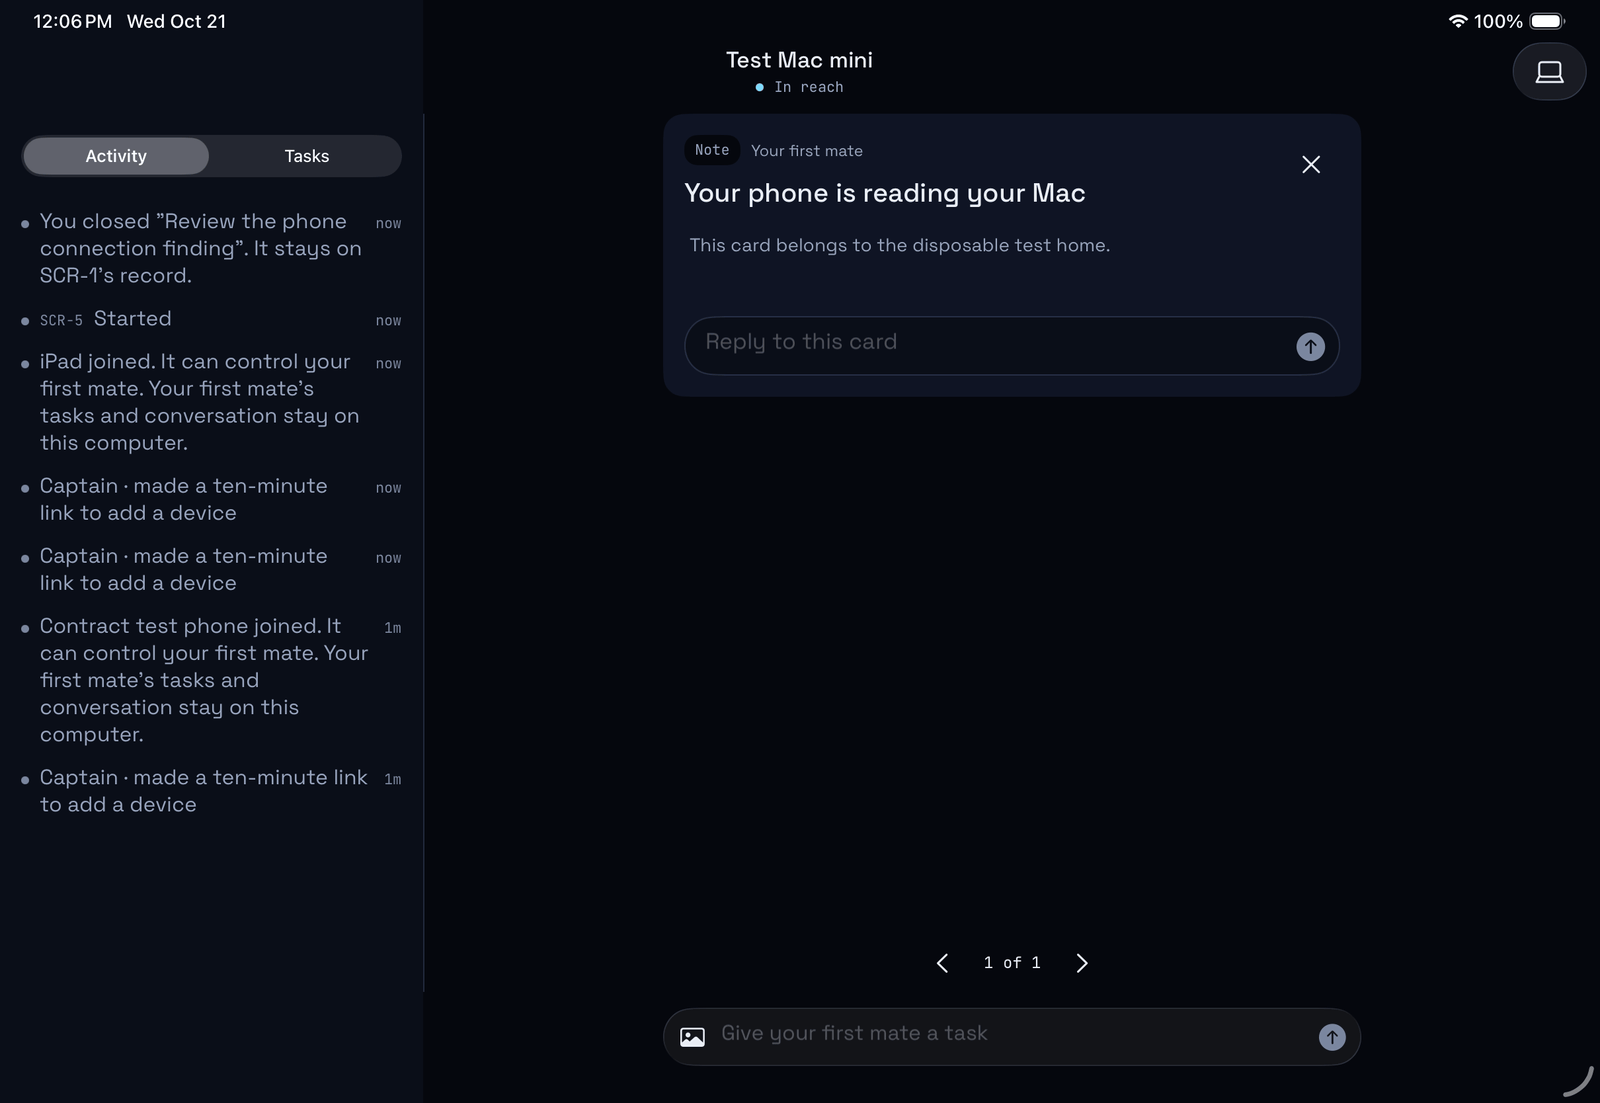 12:06 PM Wed Oct 21
100%
Test Mac mini
In reach
Activity
Tasks
You closed ”Review the phone
connection finding”. It stays on
SCR-1’s record.
now
SCR-5 Started
now
iPad joined. It can control your
first mate. Your first mate’s
tasks and conversation stay on
this computer.
now
Captain · made a ten-minute
link to add a device
now
Captain · made a ten-minute
link to add a device
now
Contract test phone joined. It
can control your first mate. Your
first mate’s tasks and
conversation stay on this
computer.
1m
Captain · made a ten-minute link
to add a device
1m
Note
Your first mate
Your phone is reading your Mac
This card belongs to the disposable test home.
Reply to this card
1 of 1
Give your first mate a task